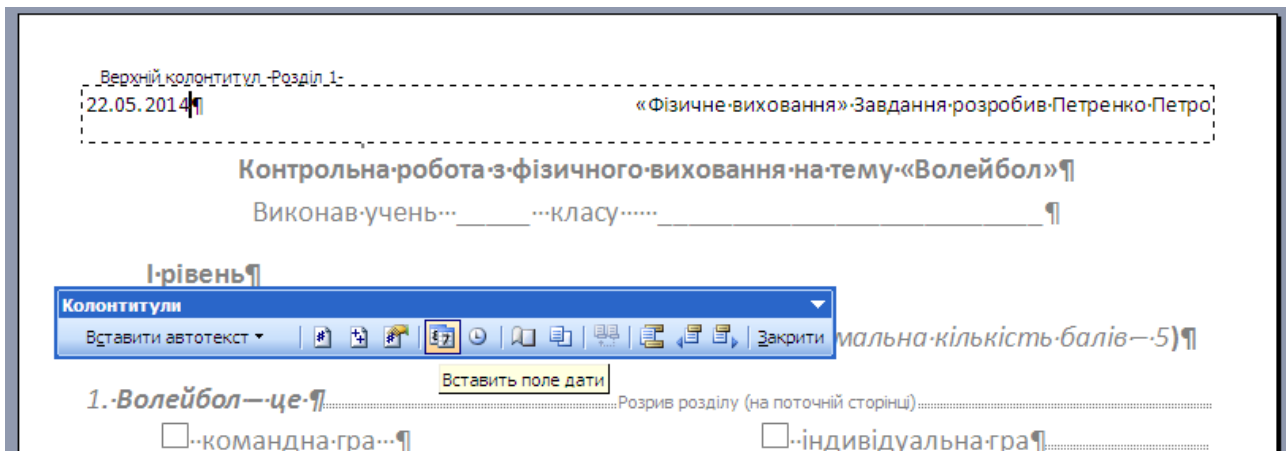 Верхній колонтитул -Розділ 1-
22.05.2014¶ «Фізичне·виховання»·Завдання·розробив·Петренко·Петро
Контрольна·робота·з·фізичного·виховання·на·тему·«Волейбол»¶
Виконав·учень···_____···класу······__________________________¶
І·рівень¶
Колонтитули
Вставити автотекст Закрити мальна·кількість·балів–·5)¶
Вставить поле дати
1.·Волейбол—·це·¶ Розрив розділу (на поточній сторінці)
··командна·гра···¶ ··індивідуальна·гра¶